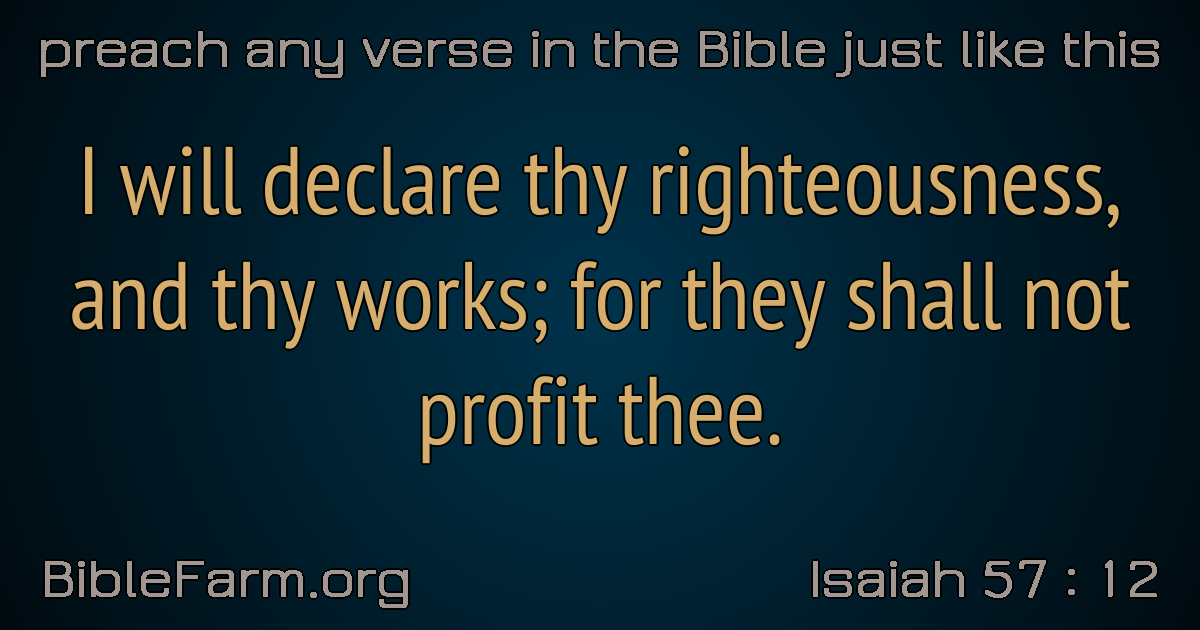 preach any verse in the Bible just like this
I will declare thy righteousness,
and thy works; for they shall not
profit thee.
BibleFarm.org
Isaiah 57 : 12